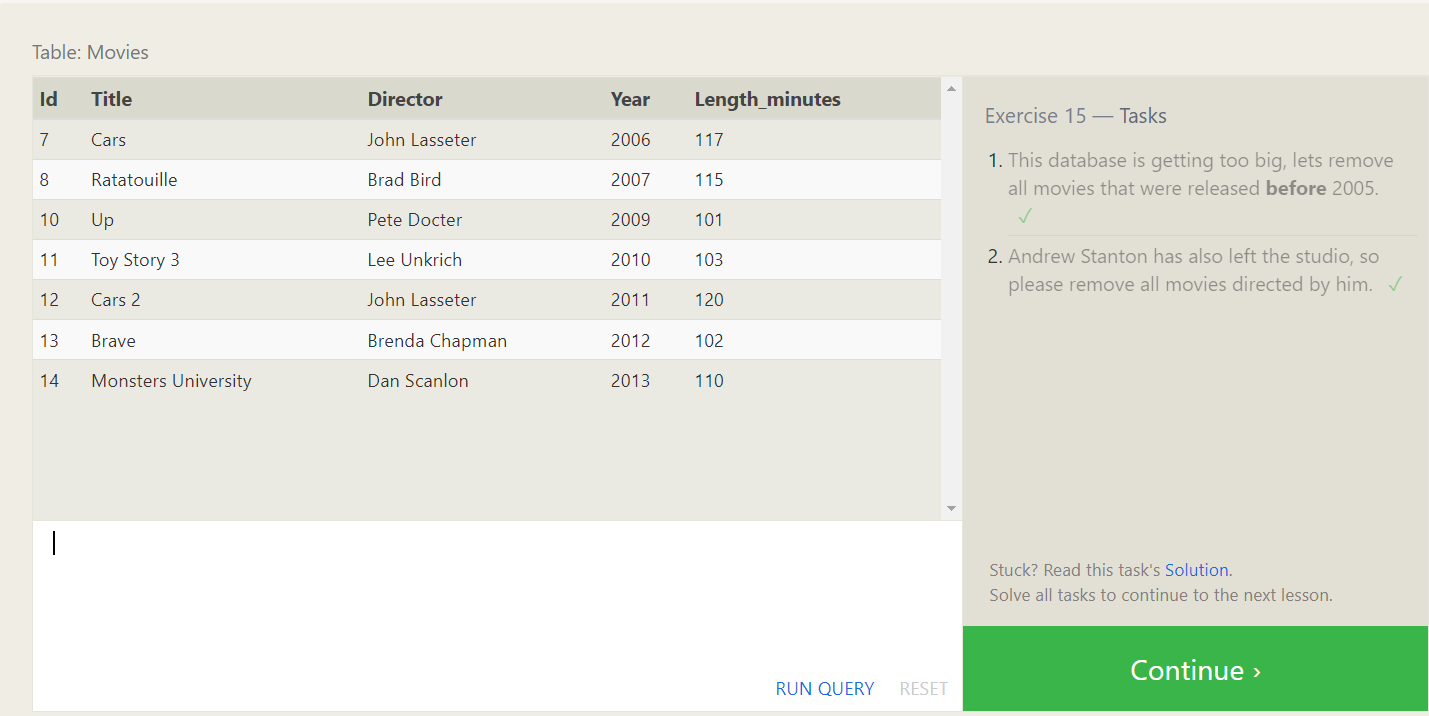 Table: Movies
Id Title Director Year Length_minutes
7 Cars John Lasseter 2006 117
8 Ratatouille Brad Bird 2007 115
10 Up Pete Docter 2009 101
11 Toy Story 3 Lee Unkrich 2010 103
12 Cars 2 John Lasseter 2011 120
13 Brave Brenda Chapman 2012 102
14 Monsters University Dan Scanlon 2013 110
RUN QUERY RESET
Exercise 15 — Tasks
1. This database is getting too big, lets remove
all movies that were released before 2005.
✓
2. Andrew Stanton has also left the studio, so
please remove all movies directed by him. ✓
Stuck? Read this task's Solution.
Solve all tasks to continue to the next lesson.
Continue ›